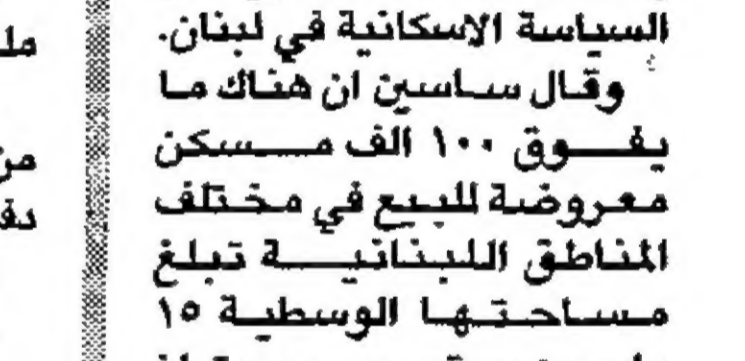 السياسة الاسكانية في لبنان.
وقال ساسين ان هناك ما
يفوق ١٠٠ الف مسكن
معروضة للبيع في مختلف
المناطق اللبنانية تبلغ
مساحتها الوسطية ١٥